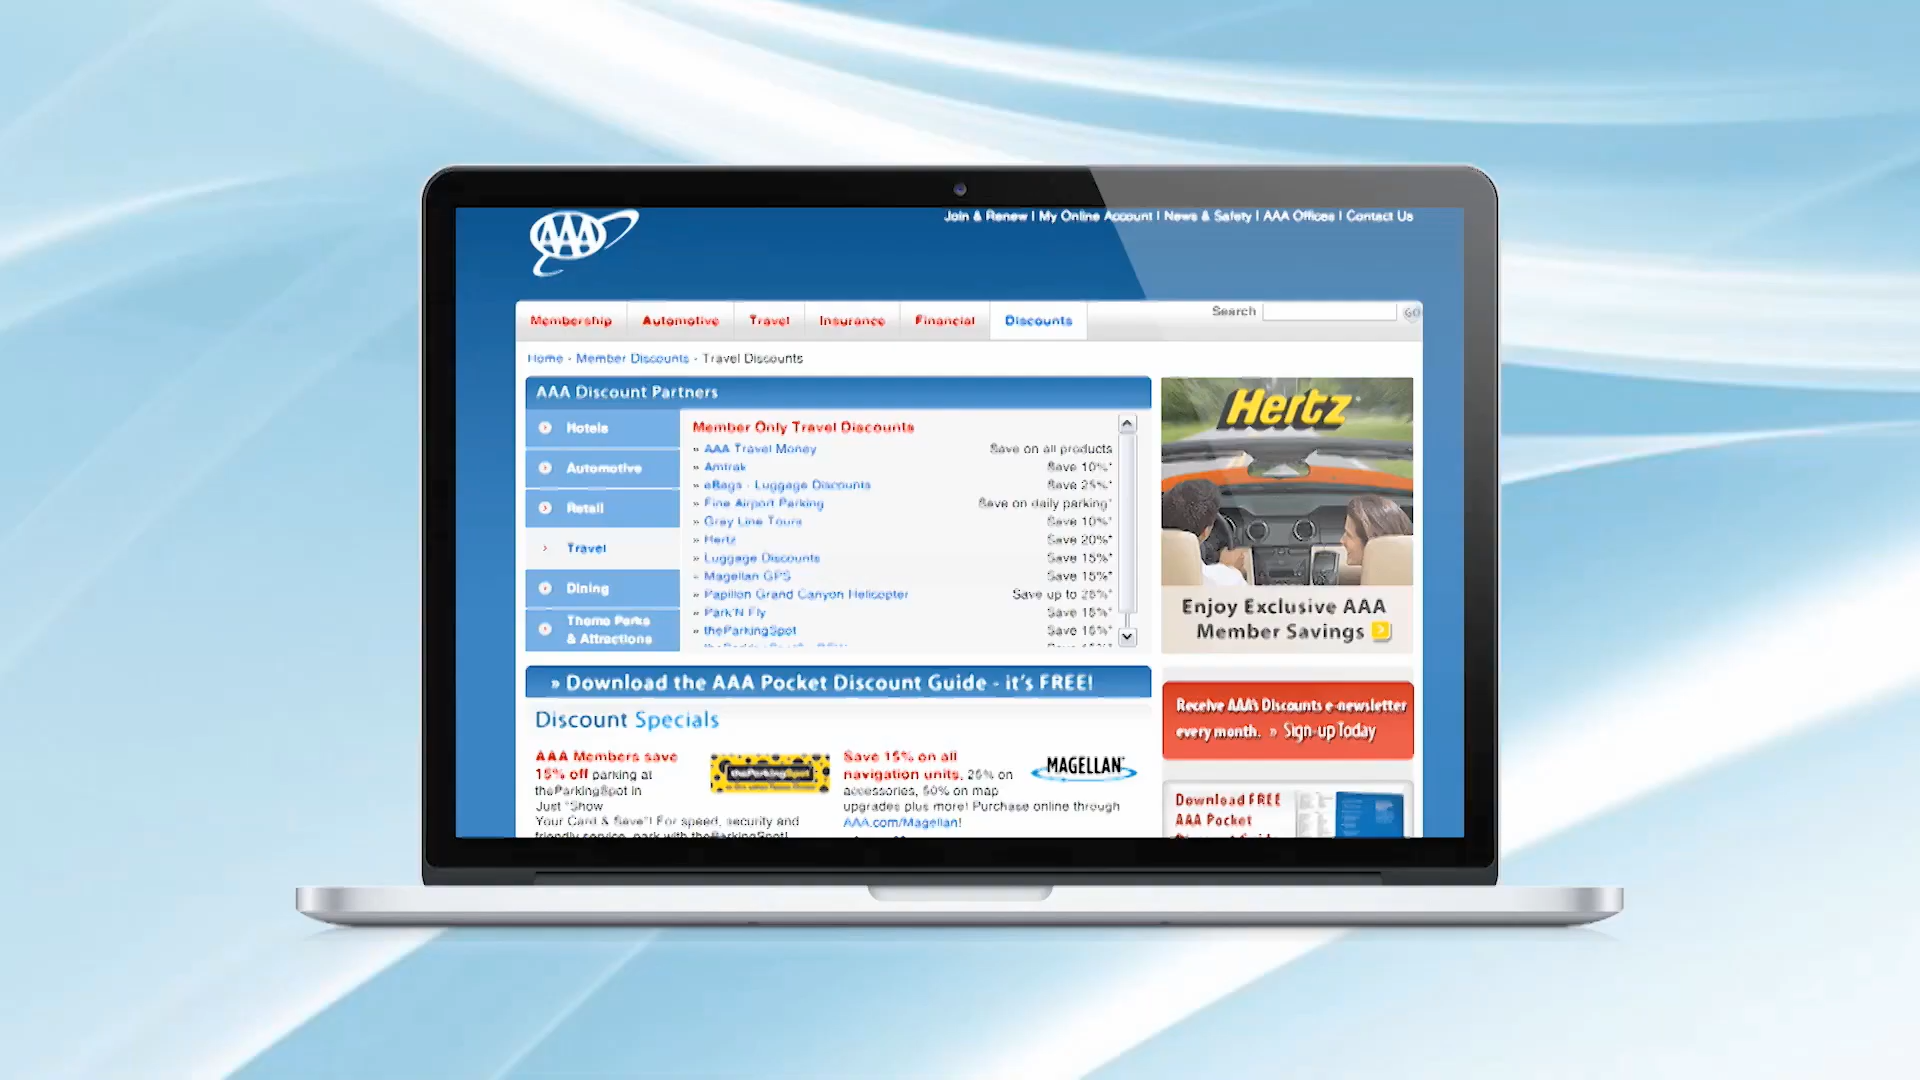 AAA
Join & Renew | My Online Account | News & Safety | AAA Offices | Contact Us
Membership Automotive Travel Insurance Financial Discounts
Search GO
Home - Member Discounts - Travel Discounts
AAA Discount Partners
Hotels
Automotive
Retail
Travel
Dining
Theme Parks
& Attractions
Member Only Travel Discounts
» AAA Travel Money Save on all products
» Amtrak Save 10%*
» eBags - Luggage Discounts Save 25%*
» Fine Airport Parking Save on daily parking*
» Gray Line Tours Save 10%*
» Hertz Save 20%*
» Luggage Discounts Save 15%*
» Magellan GPS Save 15%*
» Papillon Grand Canyon Helicopter Save up to 25%*
» Park'N Fly Save 15%*
» theParkingSpot Save 15%*
Hertz
Enjoy Exclusive AAA
Member Savings
» Download the AAA Pocket Discount Guide - it's FREE!
Discount Specials
AAA Members save
15% off parking at
theParkingSpot in
Just "Show
Your Card & Save"! For speed, security and
friendly service, park with theParkingSpot!
theParkingSpot
Save 15% on all
navigation units, 25% on
accessories, 50% on map
upgrades plus more! Purchase online through
AAA.com/Magellan!
MAGELLAN
Receive AAA's Discounts e-newsletter
every month. » Sign-up Today
Download FREE
AAA Pocket